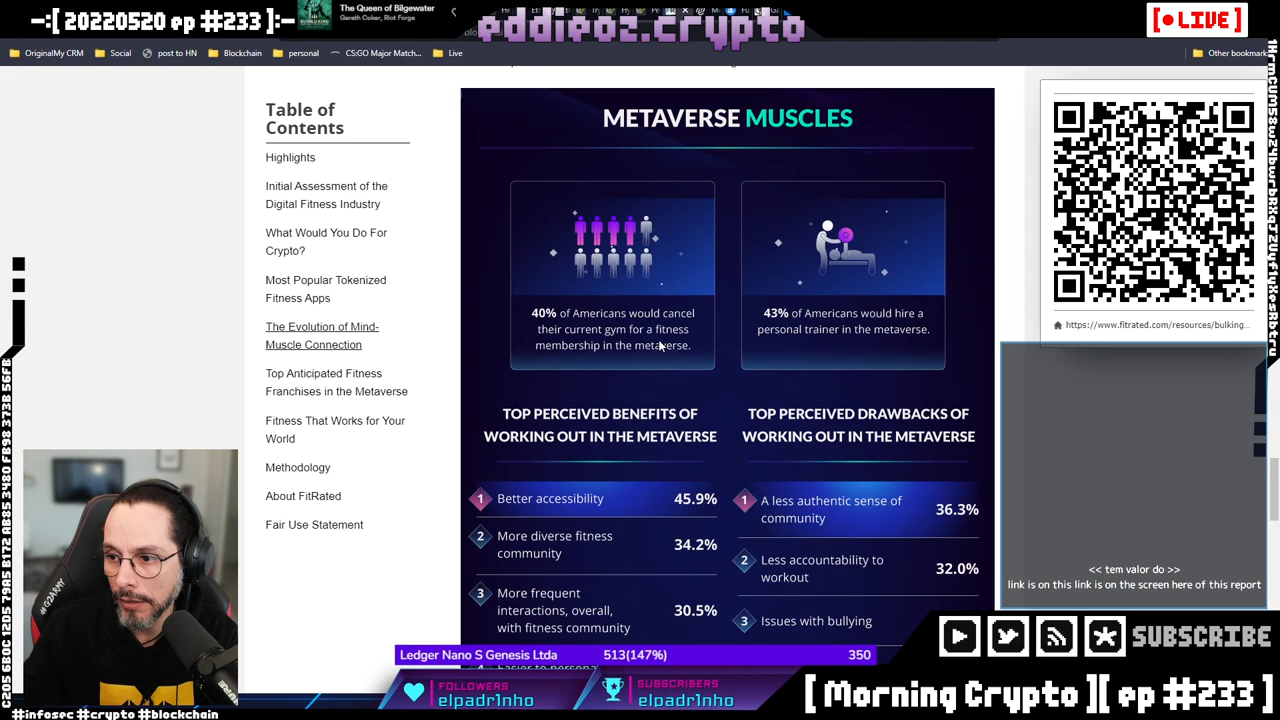 -:[ 20220520 ep #233 ]:-
The Queen of Bilgewater
Gareth Coker, Riot Forge
eddieoz.crypto
[● LIVE]
OriginalMy CRM
Social
post to HN
Blockchain
personal
CS:GO Major Match...
Live
Other bookmark
Table of
Contents
Highlights
Initial Assessment of the
Digital Fitness Industry
What Would You Do For
Crypto?
Most Popular Tokenized
Fitness Apps
The Evolution of Mind-
Muscle Connection
Top Anticipated Fitness
Franchises in the Metaverse
Fitness That Works for Your
World
Methodology
About FitRated
Fair Use Statement
METAVERSE MUSCLES
40% of Americans would cancel
their current gym for a fitness
membership in the metaverse.
43% of Americans would hire a
personal trainer in the metaverse.
TOP PERCEIVED BENEFITS OF
WORKING OUT IN THE METAVERSE
1 Better accessibility 45.9%
2 More diverse fitness
community 34.2%
3 More frequent
interactions, overall,
with fitness community 30.5%
TOP PERCEIVED DRAWBACKS OF
WORKING OUT IN THE METAVERSE
1 A less authentic sense of
community 36.3%
2 Less accountability to
workout 32.0%
3 Issues with bullying
https://www.fitrated.com/resources/bulking...
<< tem valor do >>
link is on this link is on the screen here of this report
#G2ARMY
Ledger Nano S Genesis Ltda 513(147%) 350
FOLLOWERS
elpadr1nho
SUBSCRIBERS
elpadr1nho
SUBSCRIBE
[ Morning Crypto ][ ep #233 ]
#infosec #crypto #blockchain